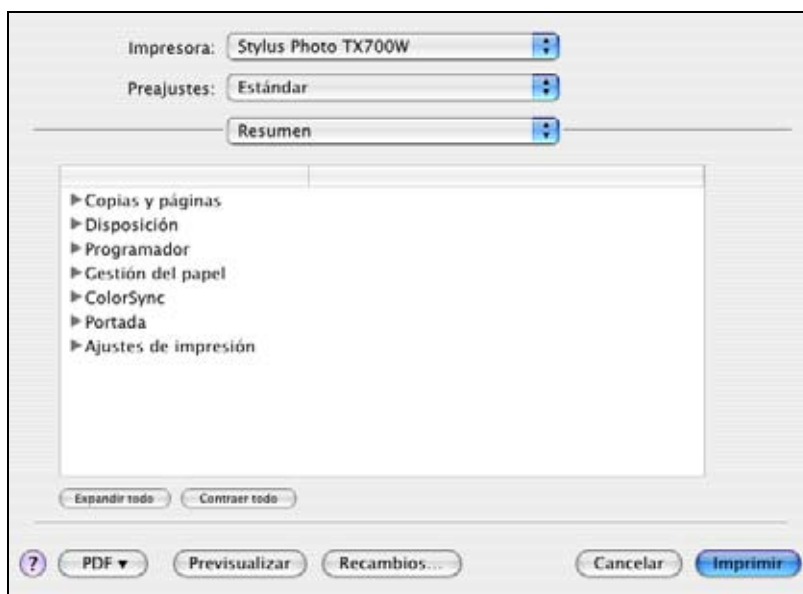 Impresora: Stylus Photo TX700W
Preajustes: Estándar
Resumen
Copias y páginas
Disposición
Programador
Gestión del papel
ColorSync
Portada
Ajustes de impresión
Expandir todo Contraer todo
? PDF Previsualizar Recambios... Cancelar Imprimir